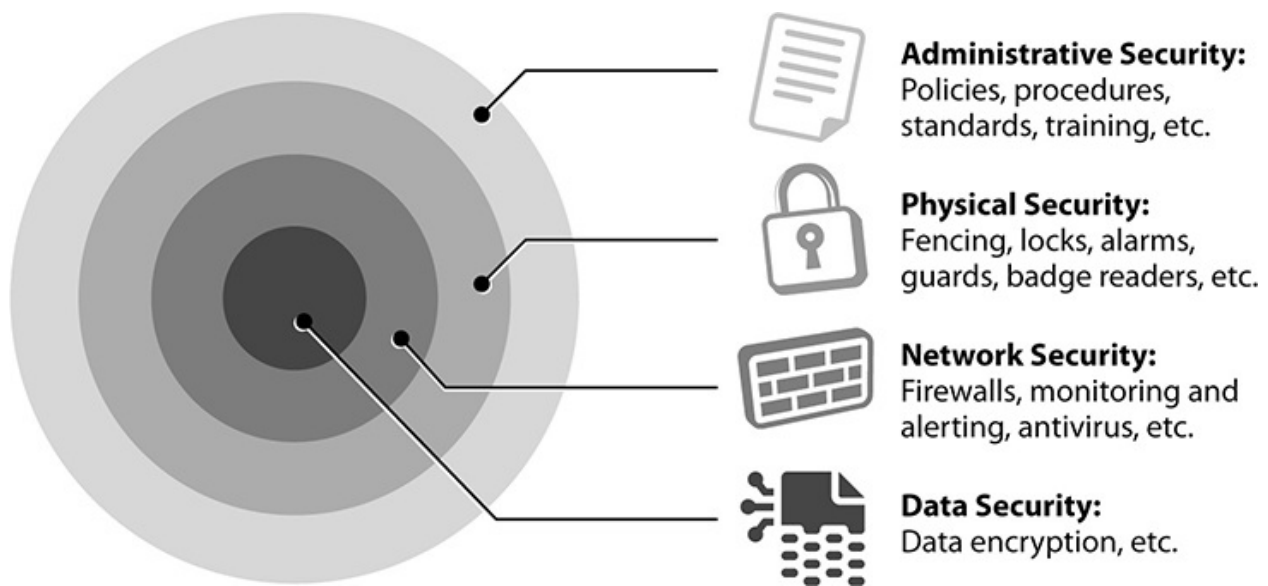 Administrative Security:
Policies, procedures,
standards, training, etc.
Physical Security:
Fencing, locks, alarms,
guards, badge readers, etc.
Network Security:
Firewalls, monitoring and
alerting, antivirus, etc.
Data Security:
Data encryption, etc.